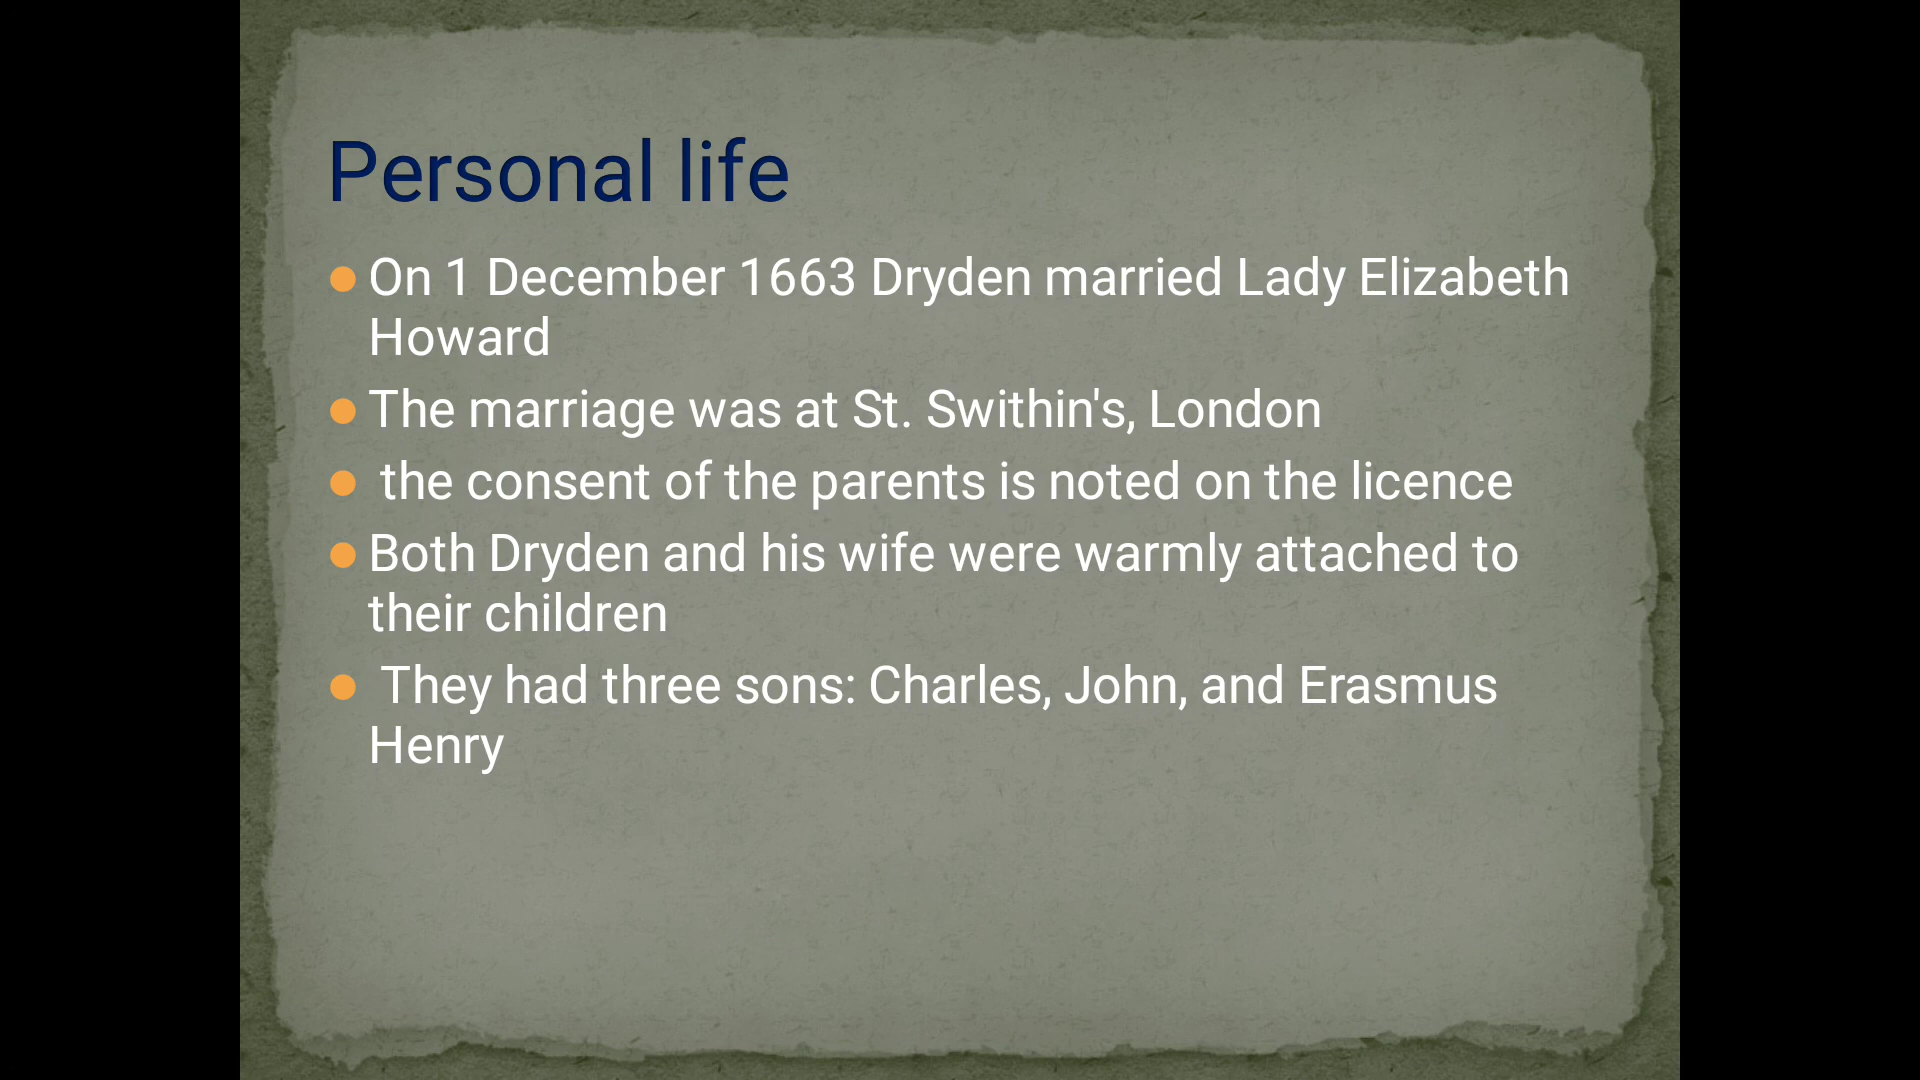 Personal life
On 1 December 1663 Dryden married Lady Elizabeth
Howard
The marriage was at St. Swithin's, London
the consent of the parents is noted on the licence
Both Dryden and his wife were warmly attached to
their children
They had three sons: Charles, John, and Erasmus
Henry